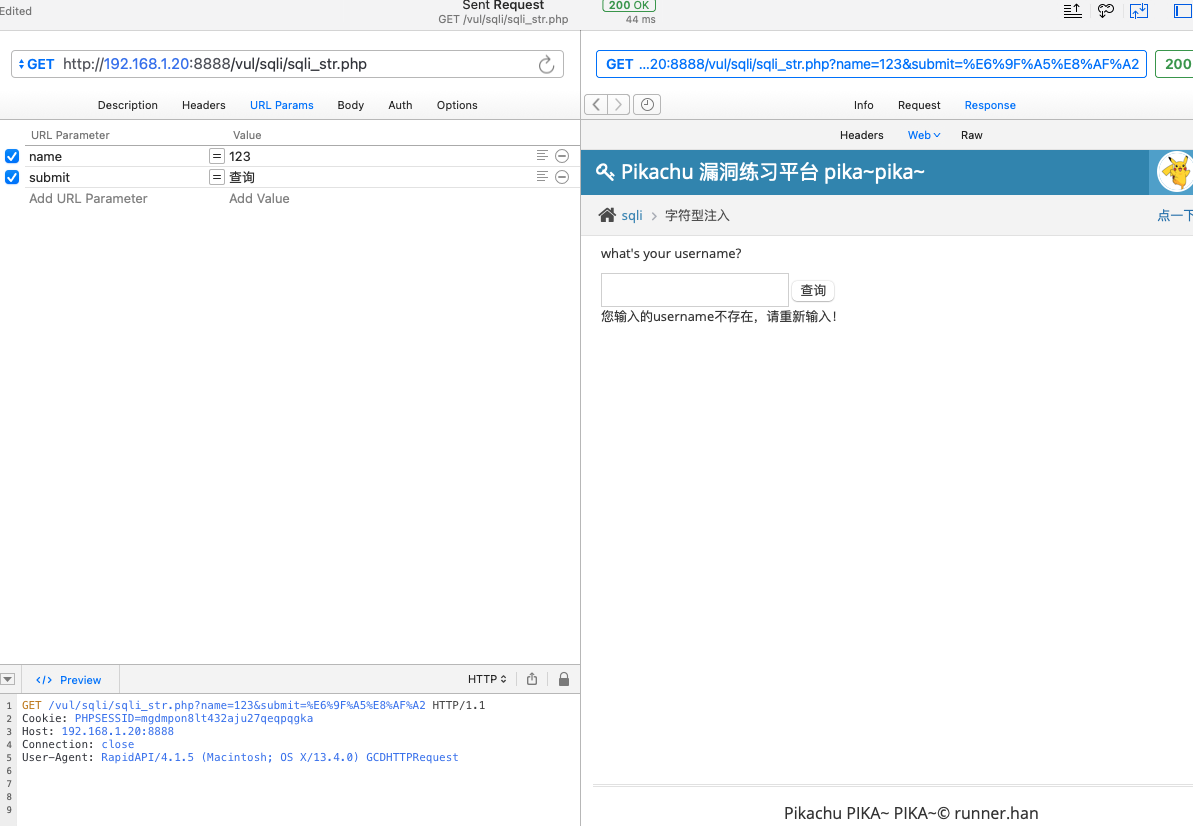 Edited
Sent Request
GET /vul/sqli/sqli_str.php
200 OK
44 ms
GET http://192.168.1.20:8888/vul/sqli/sqli_str.php
Description Headers URL Params Body Auth Options
URL Parameter Value
name = 123
submit = 查询
Add URL Parameter Add Value
Preview
HTTP
1 GET /vul/sqli/sqli_str.php?name=123&submit=%E6%9F%A5%E8%AF%A2 HTTP/1.1
2 Cookie: PHPSESSID=mgdmpon8lt432aju27qeqpqgka
3 Host: 192.168.1.20:8888
4 Connection: close
5 User-Agent: RapidAPI/4.1.5 (Macintosh; OS X/13.4.0) GCDHTTPRequest
6
7
8
9
GET ...20:8888/vul/sqli/sqli_str.php?name=123&submit=%E6%9F%A5%E8%AF%A2 200
Info Request Response
Headers Web Raw
Pikachu 漏洞练习平台 pika~pika~
sqli > 字符型注入 点一下
what's your username?
查询
您输入的username不存在，请重新输入！
Pikachu PIKA~ PIKA~© runner.han